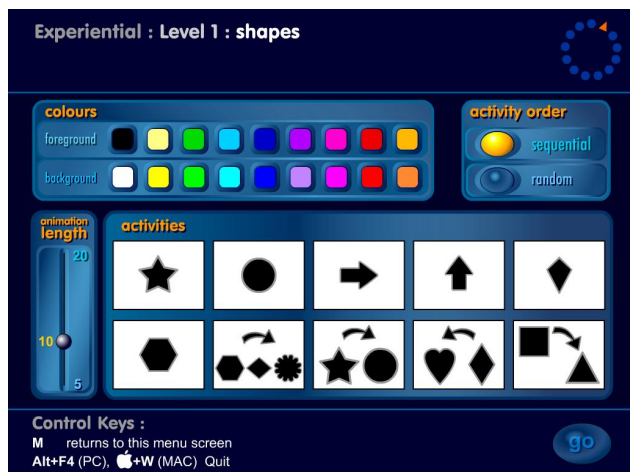 Experiential : Level 1 : shapes
colours
foreground
background
activity order
sequential
random
animation
length
20
10
5
activities
Control Keys :
M returns to this menu screen
Alt+F4 (PC), +W (MAC) Quit
go